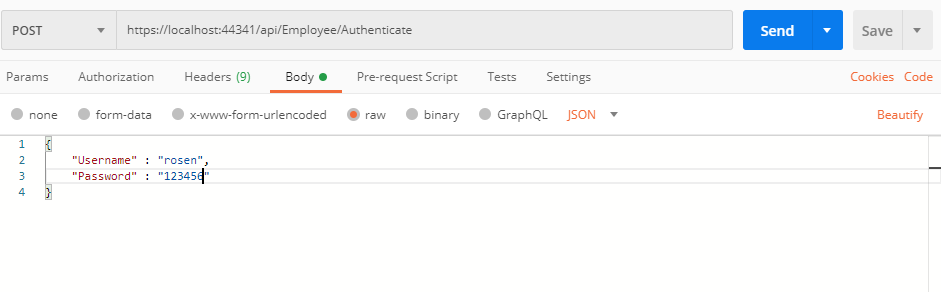 POST https://localhost:44341/api/Employee/Authenticate Send Save
Params Authorization Headers (9) Body Pre-request Script Tests Settings Cookies Code
none form-data x-www-form-urlencoded raw binary GraphQL JSON Beautify
1 {
2 "Username" : "rosen",
3 "Password" : "123456"
4 }